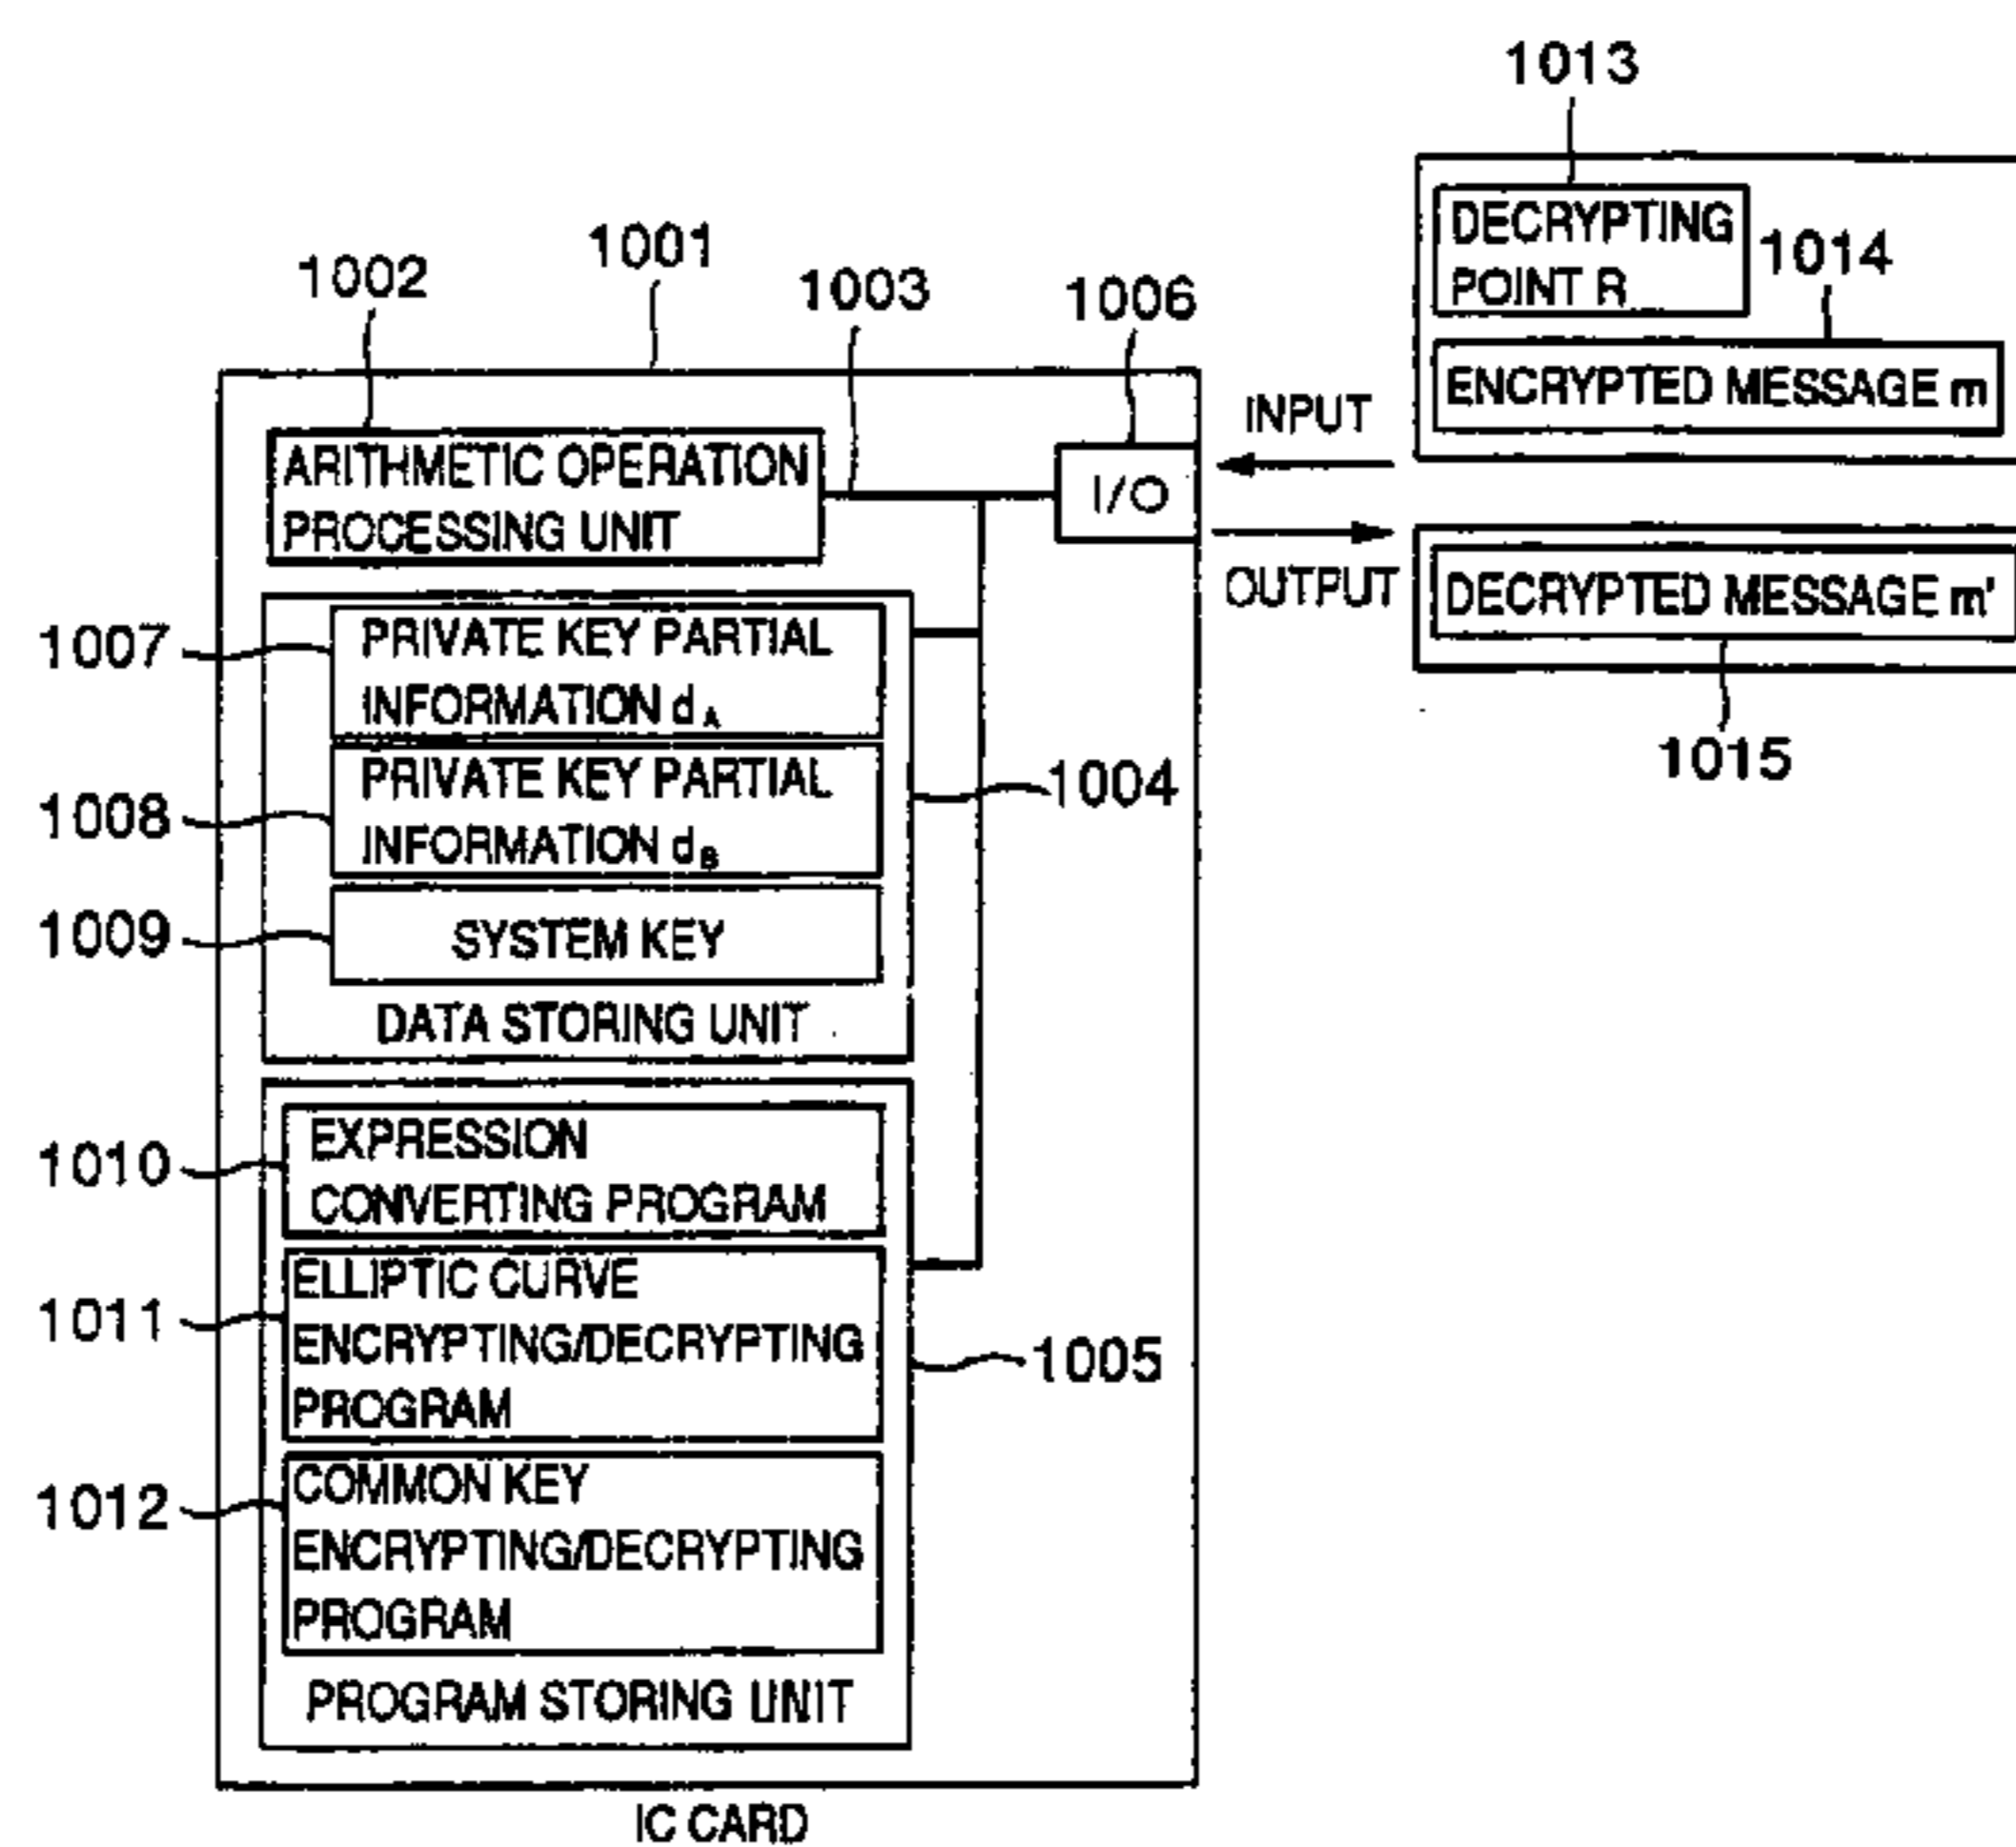 1013
DECRYPTING
POINT R
1014
ENCRYPTED MESSAGE m
1001
1002
1003
1006
INPUT
ARITHMETIC OPERATION
PROCESSING UNIT
I/O
OUTPUT
DECRYPTED MESSAGE m'
1015
1007
PRIVATE KEY PARTIAL
INFORMATION dA
1008
PRIVATE KEY PARTIAL
INFORMATION dB
1004
1009
SYSTEM KEY
DATA STORING UNIT
1010
EXPRESSION
CONVERTING PROGRAM
1011
ELLIPTIC CURVE
ENCRYPTING/DECRYPTING
PROGRAM
1005
1012
COMMON KEY
ENCRYPTING/DECRYPTING
PROGRAM
PROGRAM STORING UNIT
IC CARD